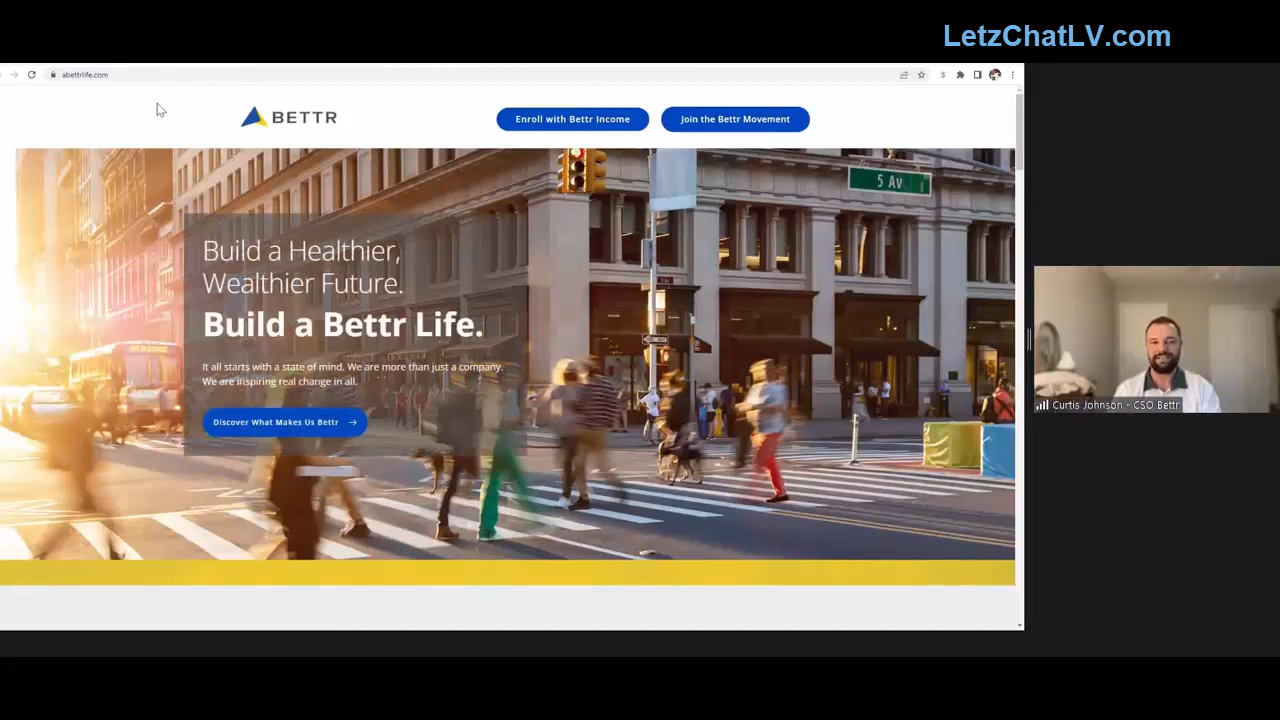 LetzChatLV.com
abettrlife.com
BETTR
Enroll with Bettr Income
Join the Bettr Movement
5 Av
Build a Healthier,
Wealthier Future.
Build a Bettr Life.
It all starts with a state of mind. We are more than just a company.
We are inspiring real change in all.
Discover What Makes Us Bettr
Curtis Johnson - CSO Bettr